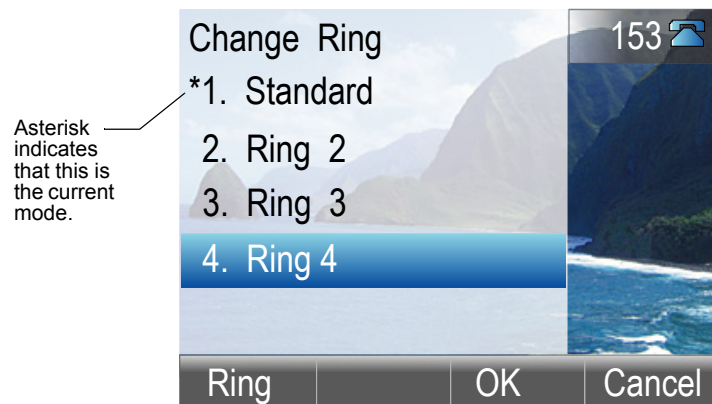 Change Ring
153
*1. Standard
Asterisk
indicates
that this is
the current
mode.
2. Ring 2
3. Ring 3
4. Ring 4
Ring
OK
Cancel